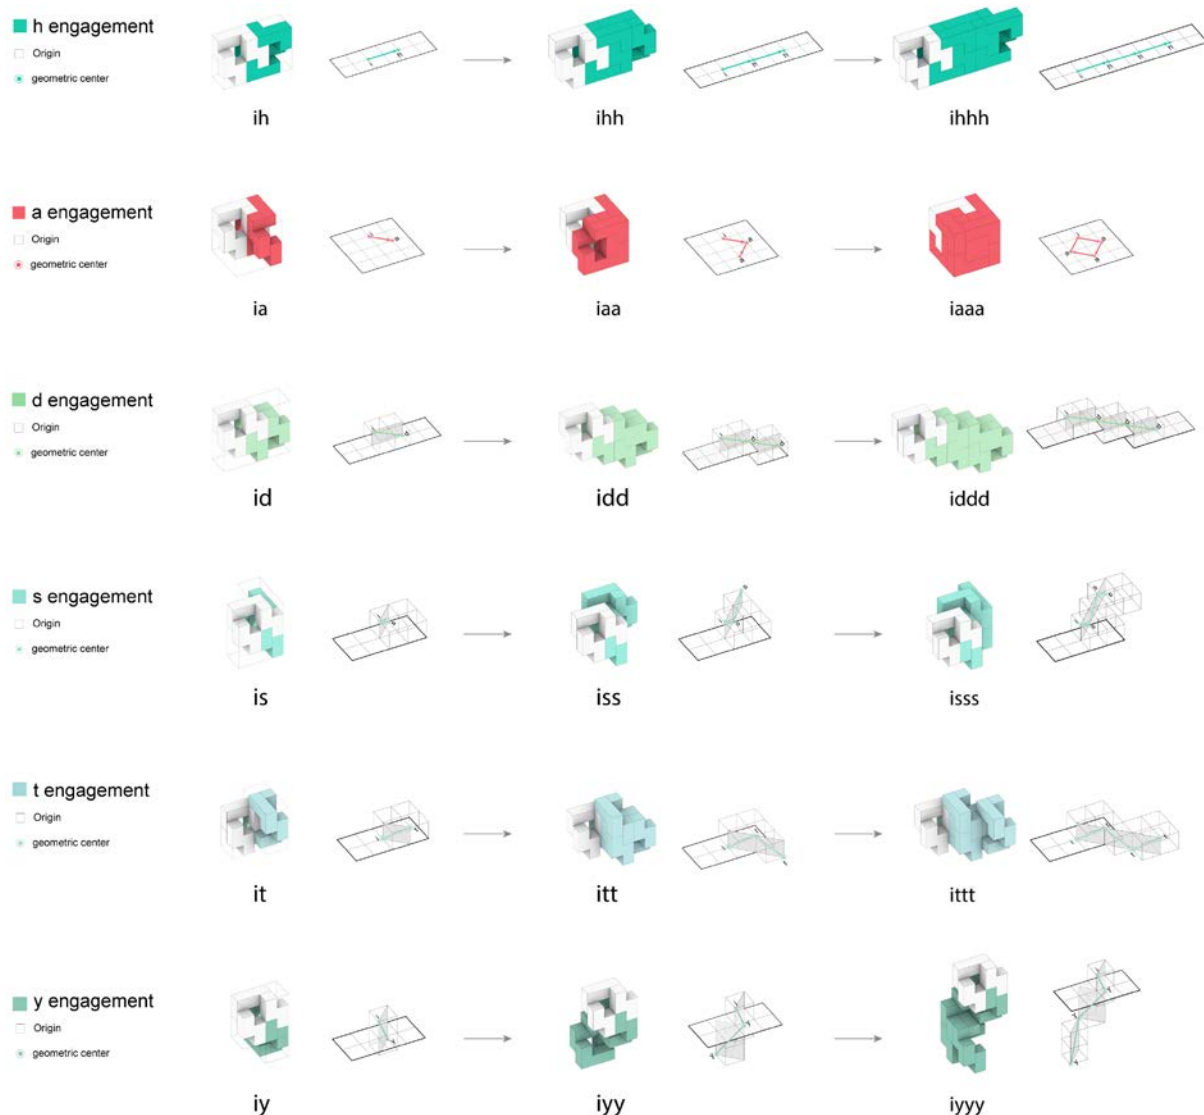 h engagement
Origin
geometric center
ih
ihh
ihhh
a engagement
Origin
geometric center
ia
iaa
iaaa
d engagement
Origin
geometric center
id
idd
iddd
s engagement
Origin
geometric center
is
iss
isss
t engagement
Origin
geometric center
it
itt
ittt
y engagement
Origin
geometric center
iy
iyy
iyyy